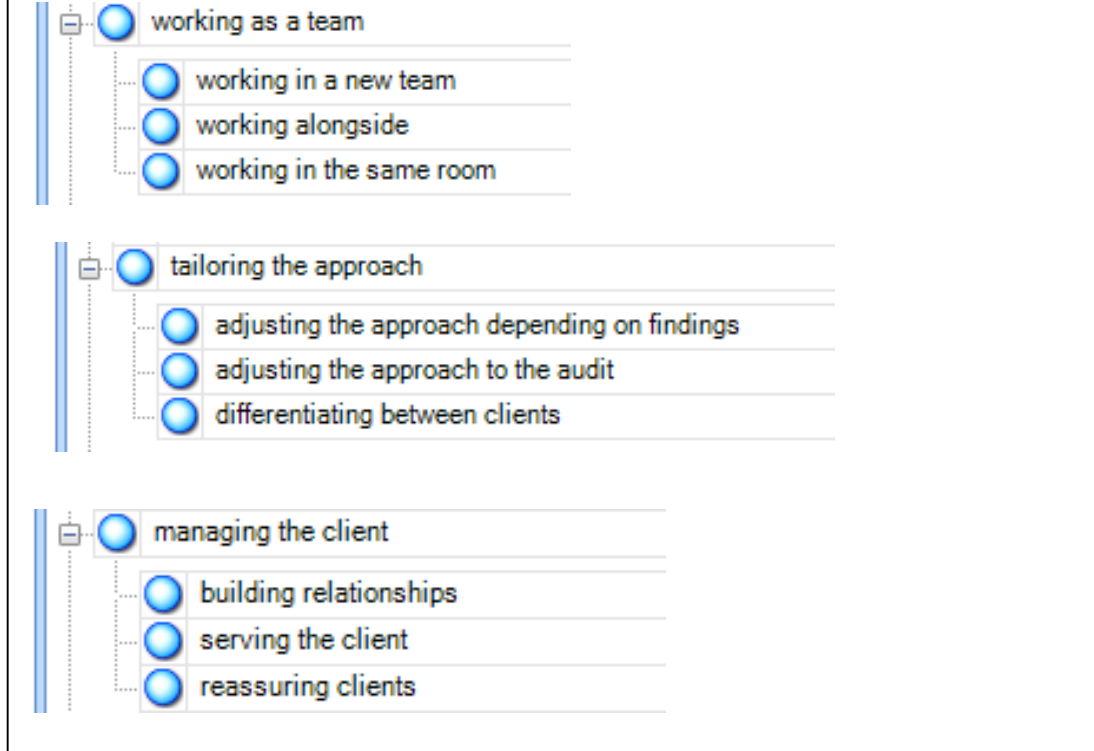 working as a team
working in a new team
working alongside
working in the same room
tailoring the approach
adjusting the approach depending on findings
adjusting the approach to the audit
differentiating between clients
managing the client
building relationships
serving the client
reassuring clients